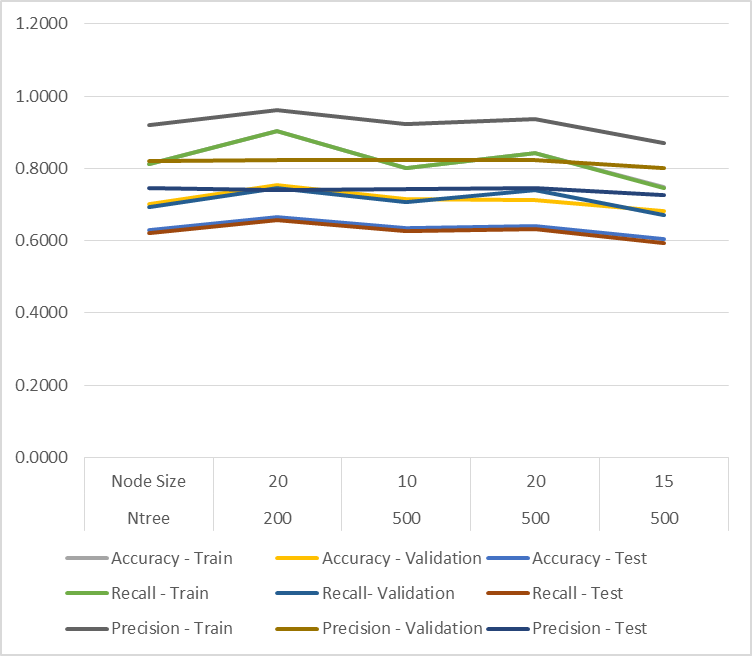 1.2000
1.0000
0.8000
0.6000
0.4000
0.2000
0.0000
Node Size 20 10 20 15
Ntree 200 500 500 500
Accuracy - Train Accuracy - Validation Accuracy - Test
Recall - Train Recall- Validation Recall - Test
Precision - Train Precision - Validation Precision - Test